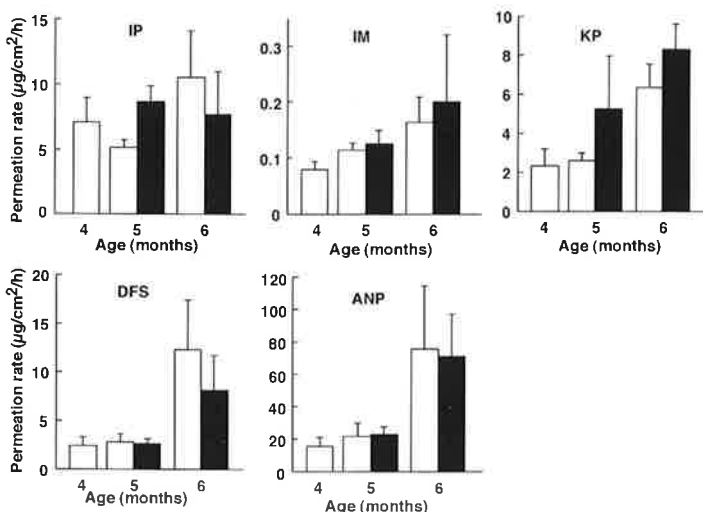 IP
Permeation rate (µg/cm2/h)
15
10
5
0
4 5 6
Age (months)
IM
0.3
0.2
0.1
0
4 5 6
Age (months)
KP
10
8
6
4
2
0
4 5 6
Age (months)
DFS
Permeation rate (µg/cm2/h)
20
15
10
5
0
4 5 6
Age (months)
ANP
120
100
80
60
40
20
0
4 5 6
Age (months)